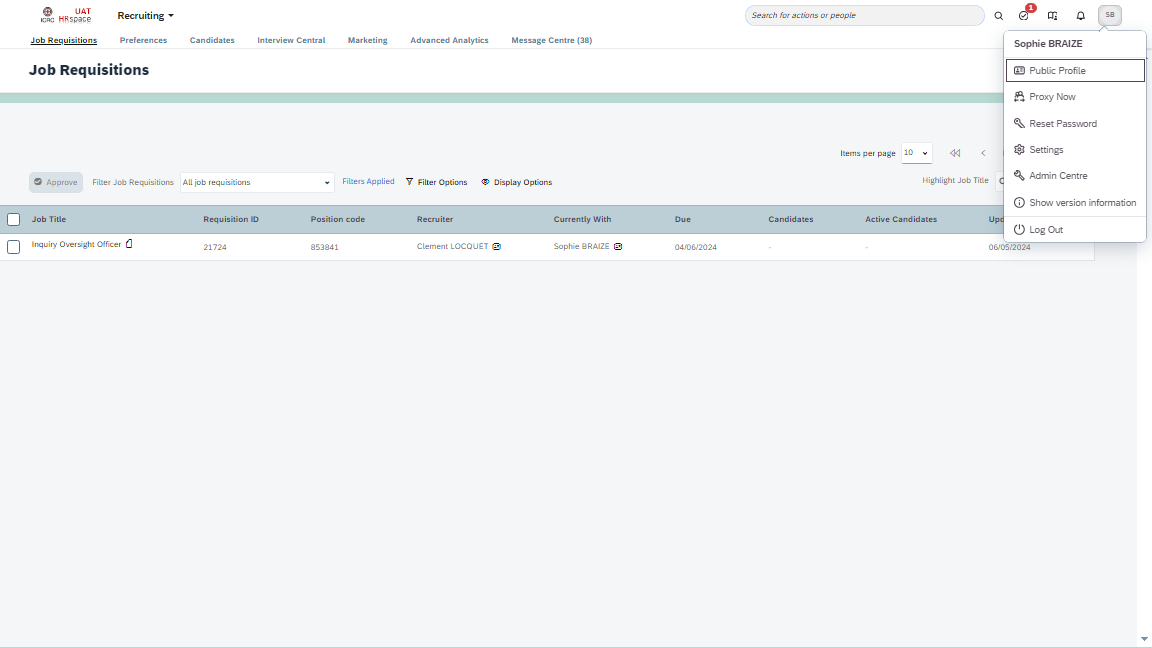 ICRC
UAT
HRspace
Recruiting
Search for actions or people
1
SB
Job Requisitions
Preferences
Candidates
Interview Central
Marketing
Advanced Analytics
Message Centre (38)
Sophie BRAIZE
Public Profile
Proxy Now
Reset Password
Settings
Admin Centre
Show version information
Log Out
Job Requisitions
Items per page 10
Approve
Filter Job Requisitions
All job requisitions
Filters Applied
Filter Options
Display Options
Highlight Job Title
Job Title
Requisition ID
Position code
Recruiter
Currently With
Due
Candidates
Active Candidates
Inquiry Oversight Officer
21724
853841
Clement LOCQUET
Sophie BRAIZE
04/06/2024
-
-
06/05/2024